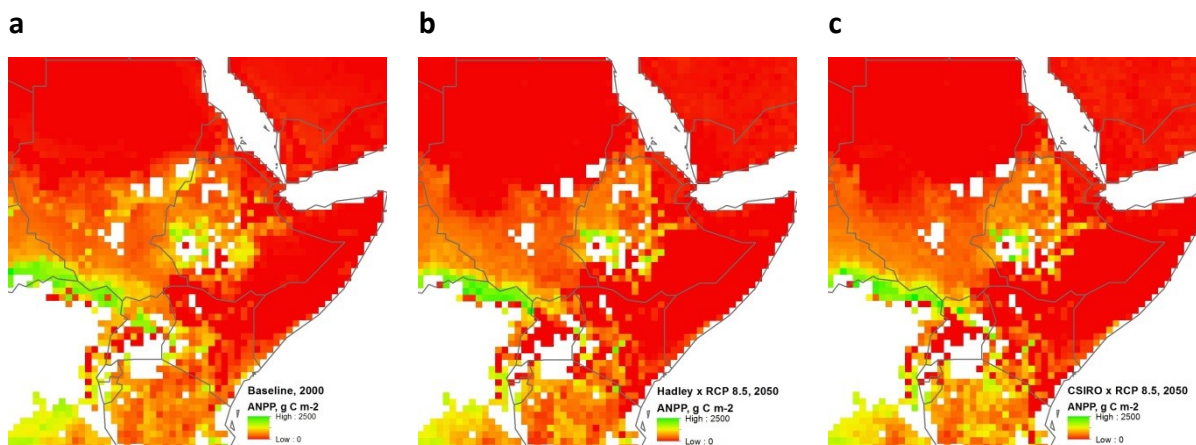 a
b
c
Baseline, 2000
ANPP, g C m-2
High : 2500
Low : 0
Hadley x RCP 8.5, 2050
ANPP, g C m-2
High : 2500
Low : 0
CSIRO x RCP 8.5, 2050
ANPP, g C m-2
High : 2500
Low : 0